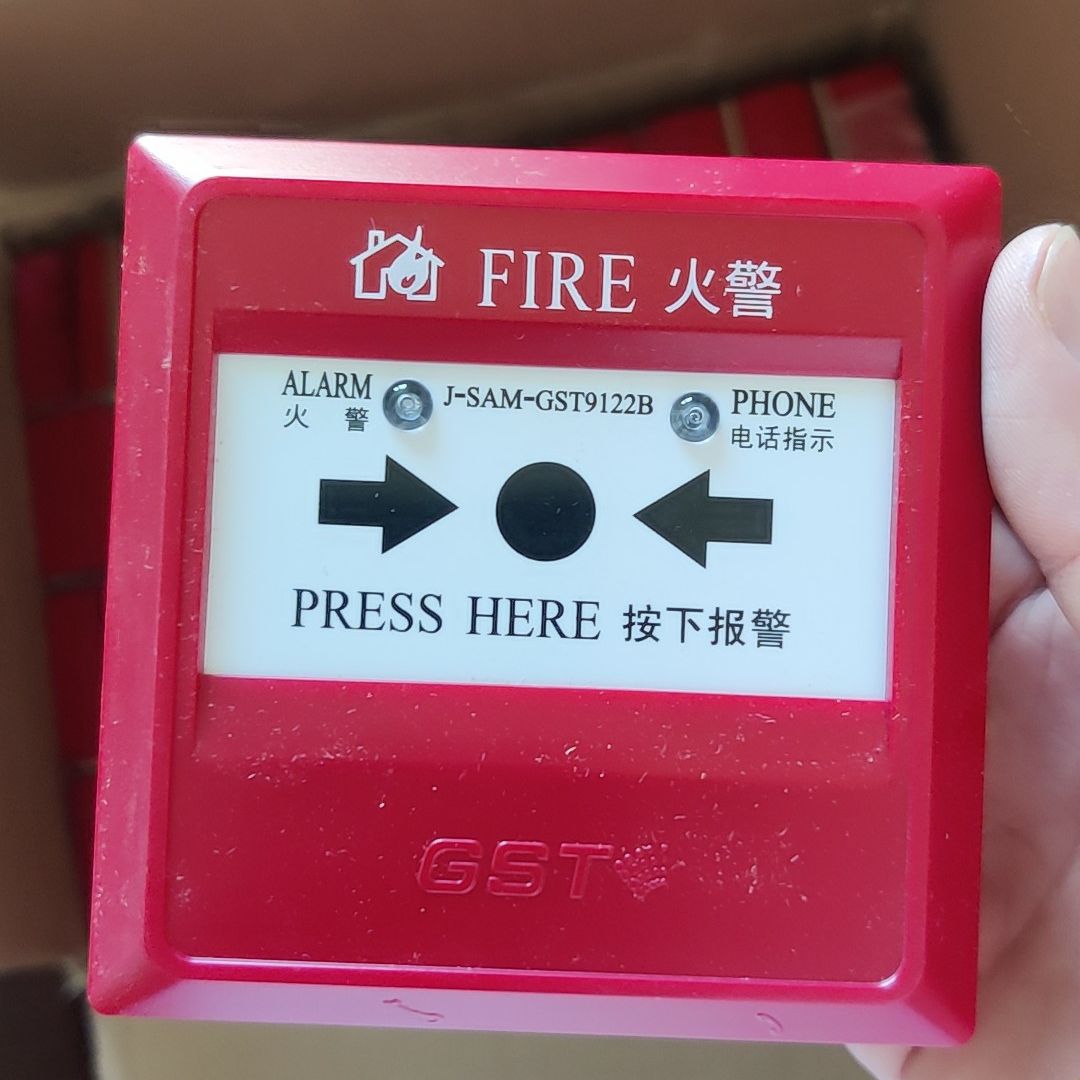 FIRE 火警
ALARM J-SAM-GST9122B PHONE
火 警 电话指示
PRESS HERE 按下报警
GST